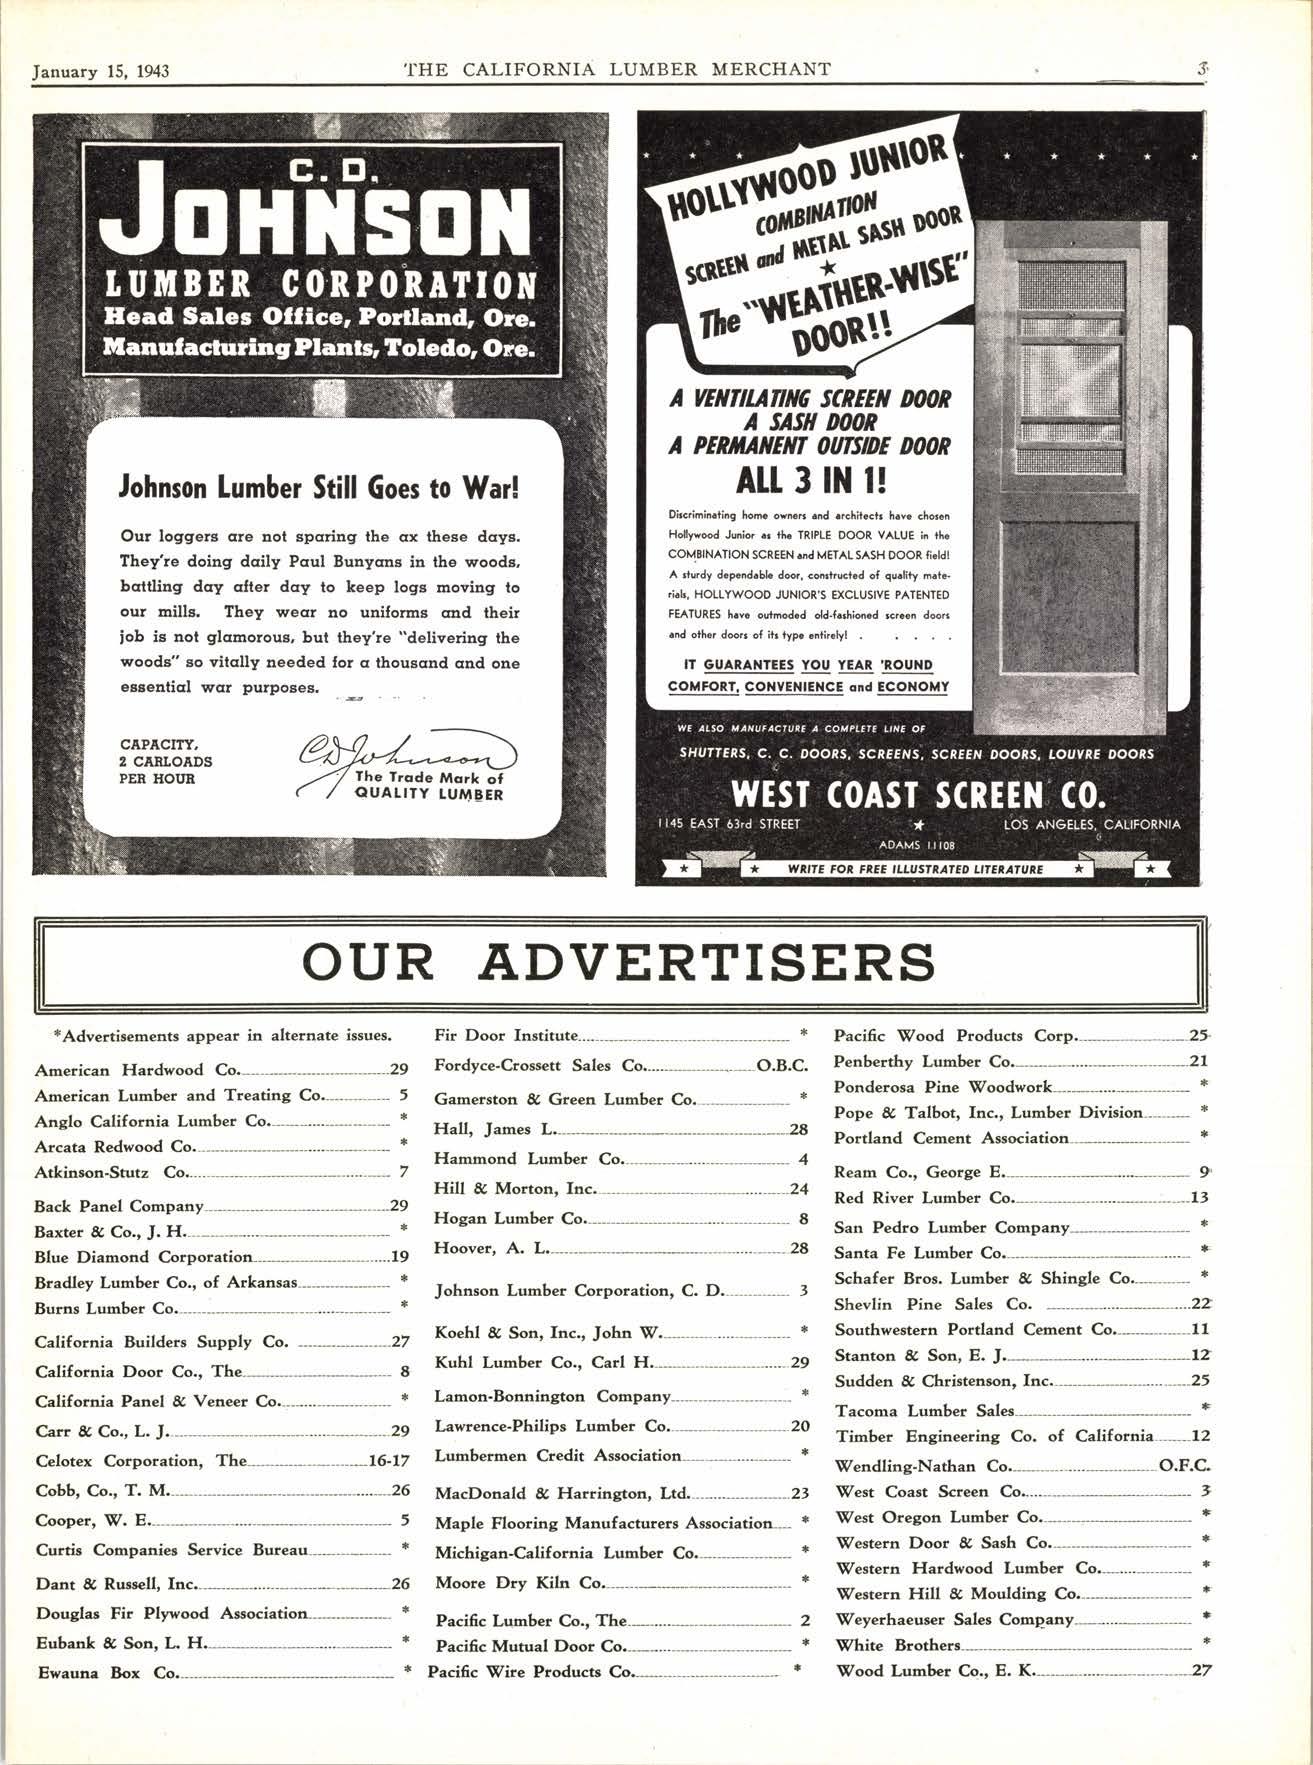 January 15, 1943
THE CALIFORNIA LUMBER MERCHANT
3
C. D.
JOHNSON
LUMBER CORPORATION
Head Sales Office, Portland, Ore.
Manufacturing Plants, Toledo, Ore.
Johnson Lumber Still Goes to War!
Our loggers are not sparing the ax these days.
They're doing daily Paul Bunyans in the woods,
battling day after day to keep logs moving to
our mills. They wear no uniforms and their
job is not glamorous, but they're "delivering the
woods" so vitally needed for a thousand and one
essential war purposes.
CAPACITY,
2 CARLOADS
PER HOUR
CD Johnson
The Trade Mark of
QUALITY LUMBER
HOLLYWOOD JUNIOR
COMBINATION
SCREEN and METAL SASH DOOR
The "WEATHER-WISE"
DOOR!!
A VENTILATING SCREEN DOOR
A SASH DOOR
A PERMANENT OUTSIDE DOOR
ALL 3 IN 1!
Discriminating home owners and architects have chosen
Hollywood Junior as the TRIPLE DOOR VALUE in the
COMBINATION SCREEN and METAL SASH DOOR field!
A sturdy dependable door, constructed of quality mate-
rials, HOLLYWOOD JUNIOR'S EXCLUSIVE PATENTED
FEATURES have outmoded old-fashioned screen doors
and other doors of its type entirely! . . . . .
IT GUARANTEES YOU YEAR 'ROUND
COMFORT, CONVENIENCE and ECONOMY
WE ALSO MANUFACTURE A COMPLETE LINE OF
SHUTTERS, C. C. DOORS, SCREENS, SCREEN DOORS, LOUVRE DOORS
WEST COAST SCREEN CO.
1145 EAST 63rd STREET LOS ANGELES, CALIFORNIA
ADAMS 11108
WRITE FOR FREE ILLUSTRATED LITERATURE
OUR ADVERTISERS
*Advertisements appear in alternate issues.
American Hardwood Co. 29
American Lumber and Treating Co. 5
Anglo California Lumber Co. *
Arcata Redwood Co. *
Atkinson-Stutz Co. 7
Back Panel Company 29
Baxter & Co., J. H. *
Blue Diamond Corporation 19
Bradley Lumber Co., of Arkansas *
Burns Lumber Co. *
California Builders Supply Co. 27
California Door Co., The 8
California Panel & Veneer Co. *
Carr & Co., L. J. 29
Celotex Corporation, The 16-17
Cobb, Co., T. M. 26
Cooper, W. E. 5
Curtis Companies Service Bureau *
Dant & Russell, Inc. 26
Douglas Fir Plywood Association *
Eubank & Son, L. H. *
Ewauna Box Co. *
Fir Door Institute *
Fordyce-Crossett Sales Co. O.B.C.
Gamerston & Green Lumber Co. *
Hall, James L. 28
Hammond Lumber Co. 4
Hill & Morton, Inc. 24
Hogan Lumber Co. 8
Hoover, A. L. 28
Johnson Lumber Corporation, C. D. 3
Koehl & Son, Inc., John W. *
Kuhl Lumber Co., Carl H. 29
Lamon-Bonnington Company *
Lawrence-Philips Lumber Co. 20
Lumbermen Credit Association *
MacDonald & Harrington, Ltd. 23
Maple Flooring Manufacturers Association *
Michigan-California Lumber Co. *
Moore Dry Kiln Co. *
Pacific Lumber Co., The 2
Pacific Mutual Door Co. *
Pacific Wire Products Co. *
Pacific Wood Products Corp. 25
Penberthy Lumber Co. 21
Ponderosa Pine Woodwork *
Pope & Talbot, Inc., Lumber Division *
Portland Cement Association *
Ream Co., George E. 9
Red River Lumber Co. 13
San Pedro Lumber Company *
Santa Fe Lumber Co. *
Schafer Bros. Lumber & Shingle Co. *
Shevlin Pine Sales Co. 22
Southwestern Portland Cement Co. 11
Stanton & Son, E. J. 12
Sudden & Christenson, Inc. 25
Tacoma Lumber Sales *
Timber Engineering Co. of California 12
Wendling-Nathan Co. O.F.C.
West Coast Screen Co. 3
West Oregon Lumber Co. *
Western Door & Sash Co. *
Western Hardwood Lumber Co. *
Western Hill & Moulding Co. *
Weyerhaeuser Sales Company *
White Brothers *
Wood Lumber Co., E. K. 27